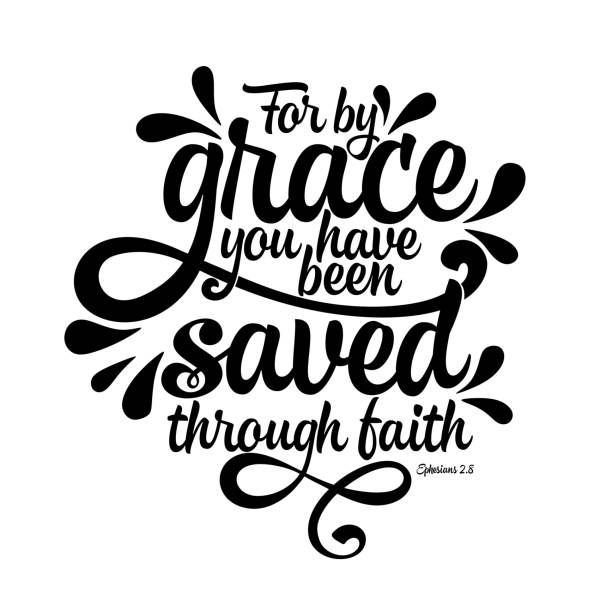 For by
grace
you have
been
saved
through faith
Ephesians 2.8